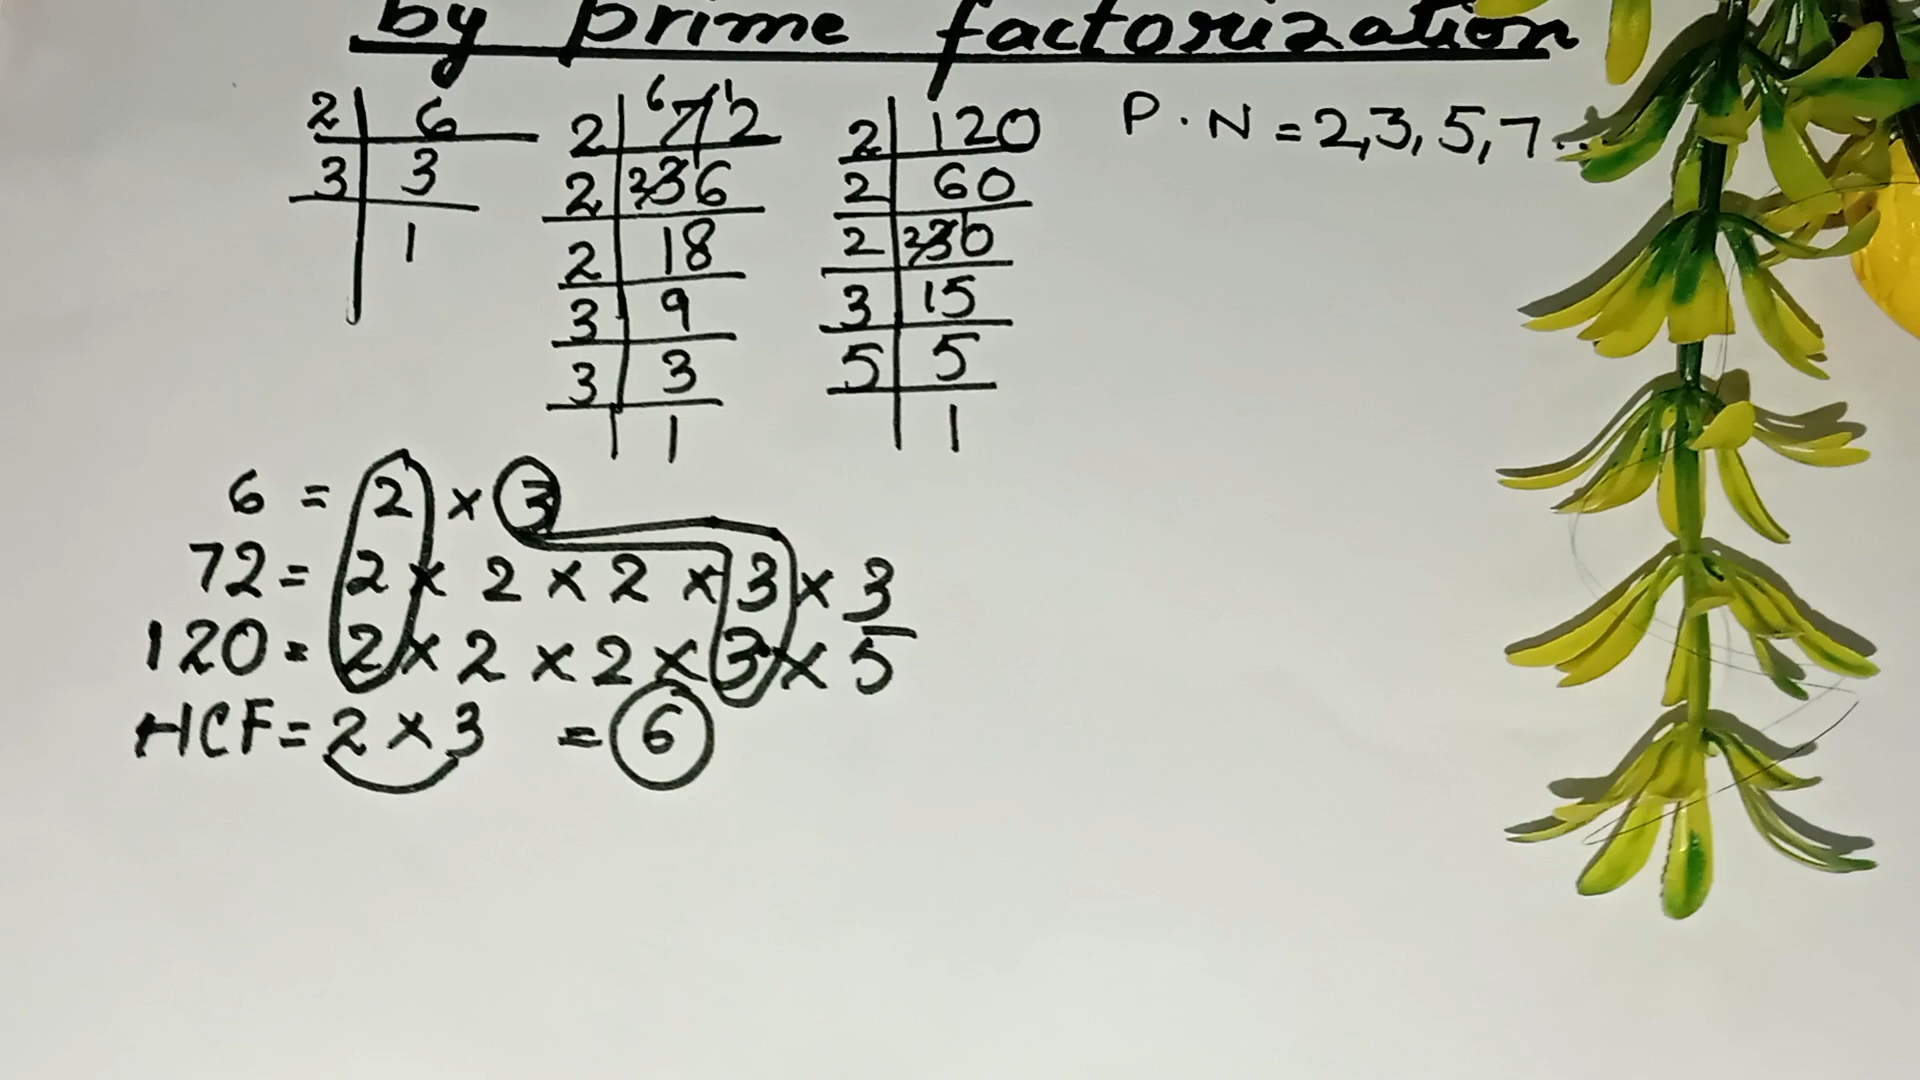 by prime factorization
2 | 6
3 | 3
1
2 | 72
2 | 36
2 | 18
3 | 9
3 | 3
1
2 | 120
2 | 60
2 | 30
3 | 15
5 | 5
1
P.N = 2,3,5,7...
6 = 2 × 3
72 = 2 × 2 × 2 × 3 × 3
120 = 2 × 2 × 2 × 3 × 5
HCF = 2 × 3 = 6